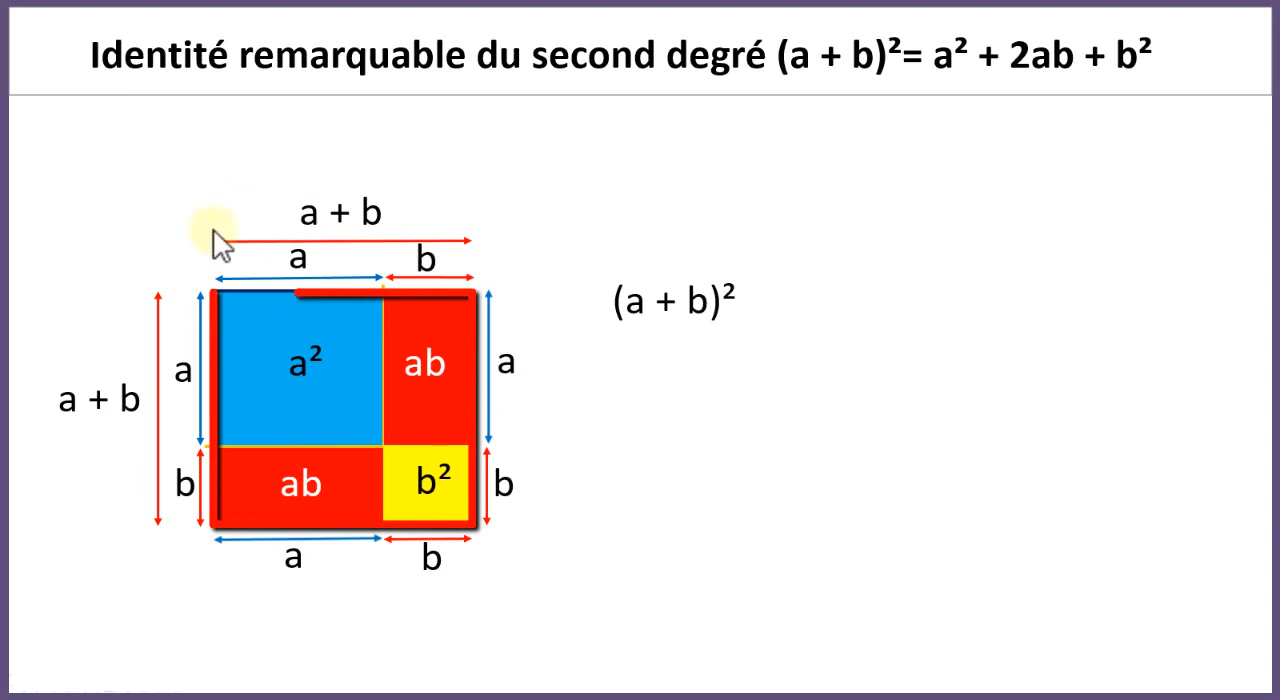 Identité remarquable du second degré (a + b)²= a² + 2ab + b²
a + b
a b
(a + b)²
a a² ab a
a + b
b ab b² b
a b